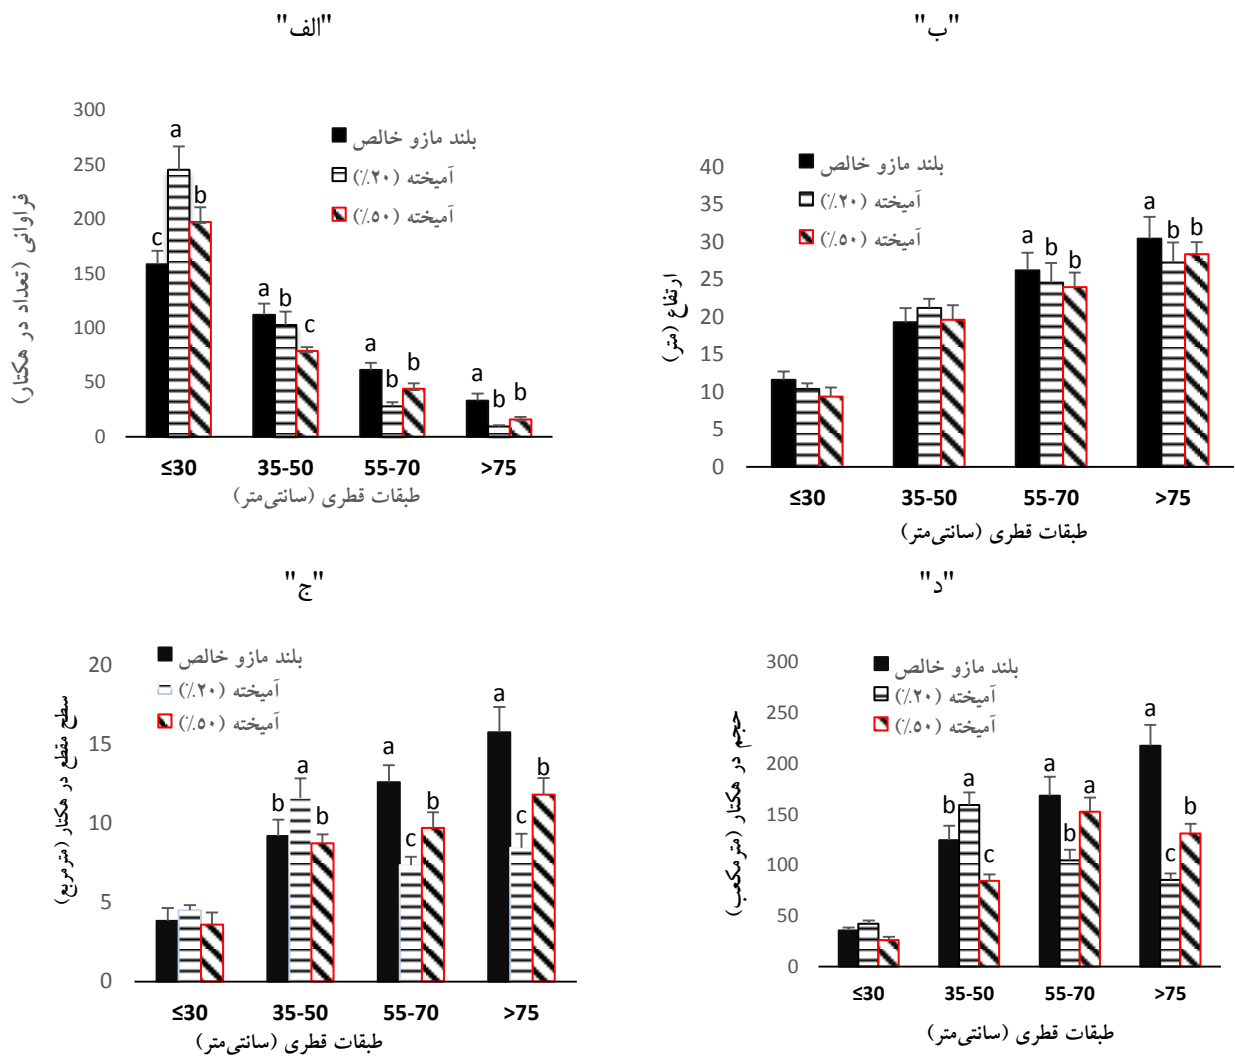 "الف"
300
250
200
150
100
50
0
فراوانی (تعداد در هکتار)
بلند مازو خالص
آمیخته (۲۰٪)
آمیخته (۵۰٪)
c a b
a b c
a b b
a b b
≤30 35-50 55-70 >75
طبقات قطری (سانتی‌متر)
"ب"
40
35
30
25
20
15
10
5
0
ارتفاع (متر)
بلند مازو خالص
آمیخته (۲۰٪)
آمیخته (۵۰٪)
a b b
a b b
≤30 35-50 55-70 >75
طبقات قطری (سانتی‌متر)
"ج"
20
15
10
5
0
سطح مقطع در هکتار (مترمربع)
بلند مازو خالص
آمیخته (۲۰٪)
آمیخته (۵۰٪)
b a b
a c b
a c b
≤30 35-50 55-70 >75
طبقات قطری (سانتی‌متر)
"د"
300
250
200
150
100
50
0
حجم در هکتار (مترمکعب)
بلند مازو خالص
آمیخته (۲۰٪)
آمیخته (۵۰٪)
b a c
a b a
a c b
≤30 35-50 55-70 >75
طبقات قطری (سانتی‌متر)